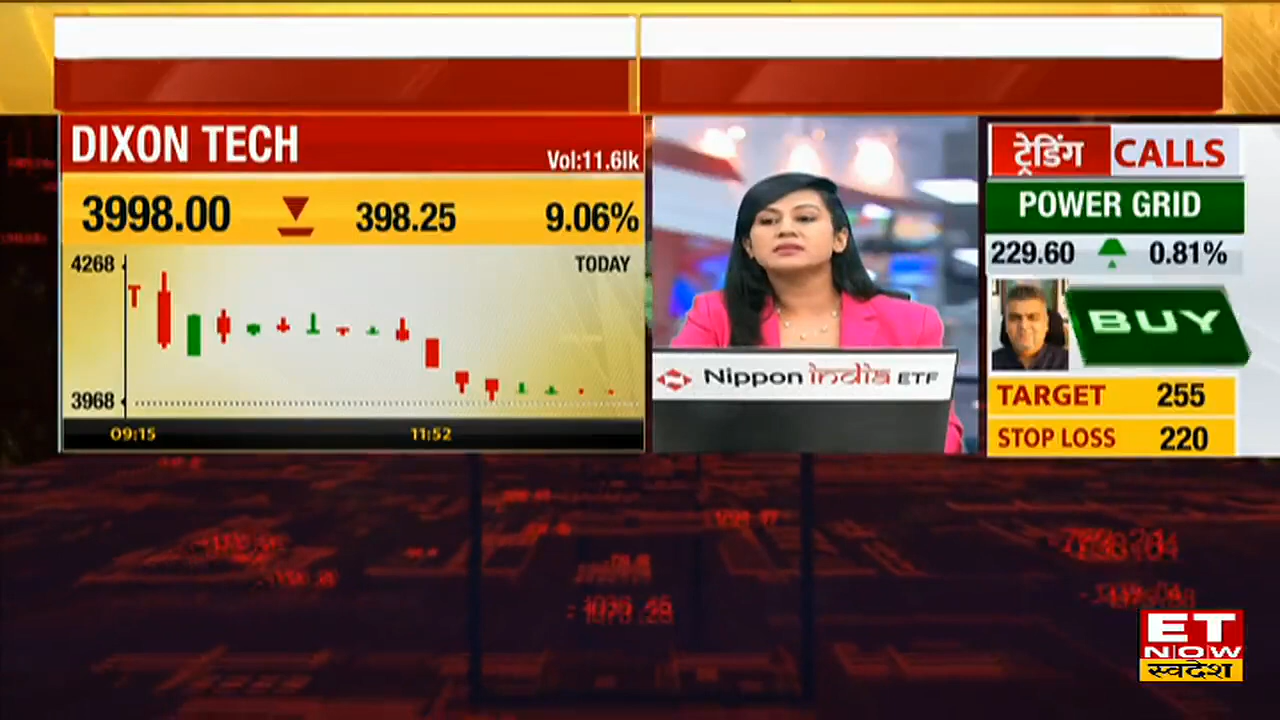 DIXON TECH
Vol:11.6lk
3998.00 398.25 9.06%
4268
TODAY
3968
09:15 11:52
Nippon india ETF
ट्रेडिंग CALLS
POWER GRID
229.60 0.81%
BUY
TARGET 255
STOP LOSS 220
ET
NOW
स्वदेश